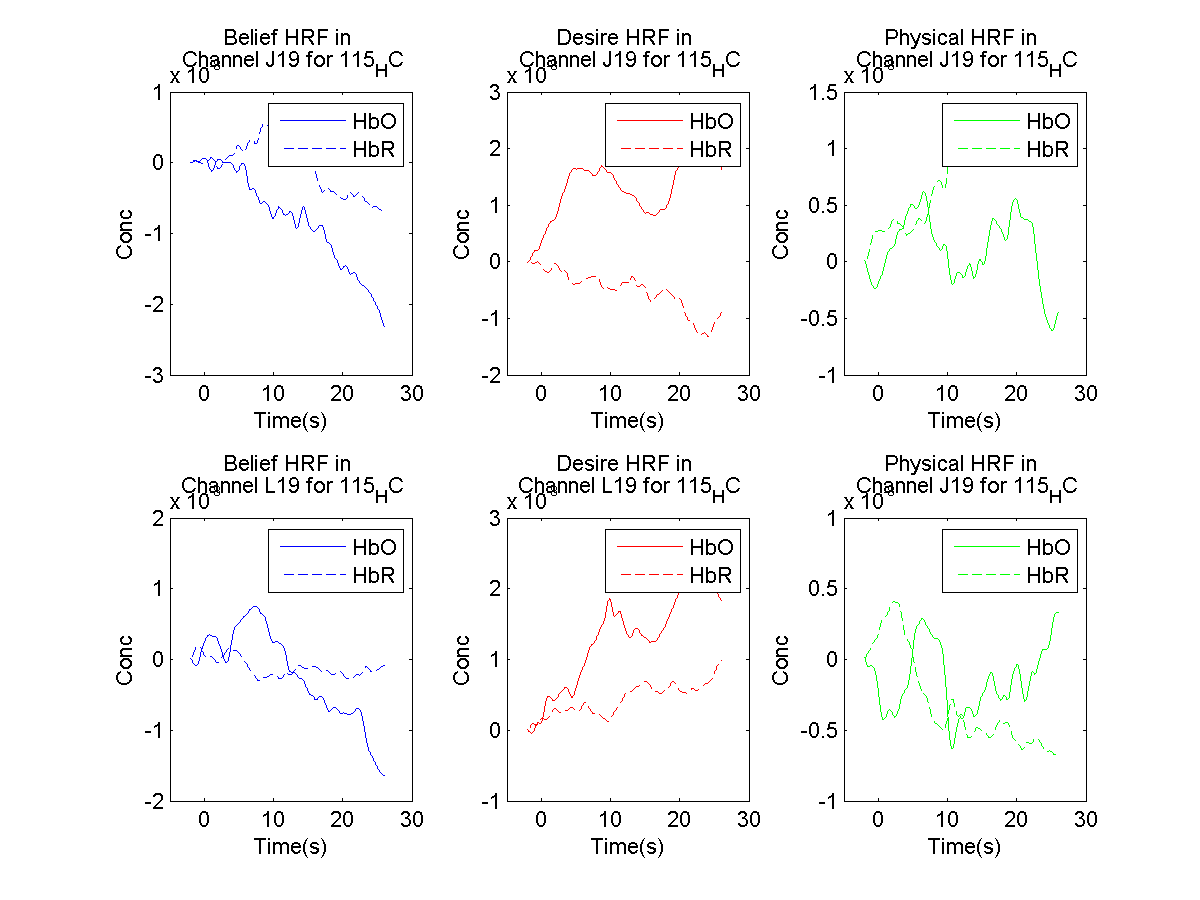 Belief HRF in
Channel J19 for 115HC
x 10
1
0
-1
-2
-3
Conc
HbO
HbR
0 10 20 30
Time(s)
Desire HRF in
Channel J19 for 115HC
x 10
3
2
1
0
-1
-2
Conc
HbO
HbR
0 10 20 30
Time(s)
Physical HRF in
Channel J19 for 115HC
x 10
1.5
1
0.5
0
-0.5
-1
Conc
HbO
HbR
0 10 20 30
Time(s)
Belief HRF in
Channel L19 for 115HC
x 10
2
1
0
-1
-2
Conc
HbO
HbR
0 10 20 30
Time(s)
Desire HRF in
Channel L19 for 115HC
x 10
3
2
1
0
-1
Conc
HbO
HbR
0 10 20 30
Time(s)
Physical HRF in
Channel J19 for 115HC
x 10
1
0.5
0
-0.5
-1
Conc
HbO
HbR
0 10 20 30
Time(s)